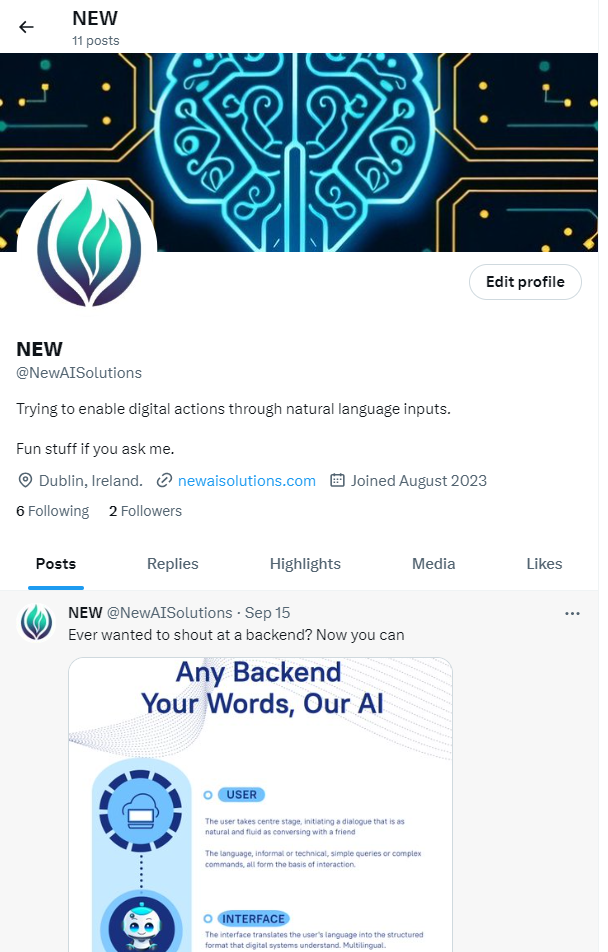 NEW
11 posts
Edit profile
NEW
@NewAISolutions
Trying to enable digital actions through natural language inputs.
Fun stuff if you ask me.
Dublin, Ireland. newaisolutions.com Joined August 2023
6 Following 2 Followers
Posts Replies Highlights Media Likes
NEW @NewAISolutions · Sep 15
Ever wanted to shout at a backend? Now you can
Any Backend
Your Words, Our AI
USER
The user takes centre stage, initiating a dialogue that is as
natural and fluid as conversing with a friend
The language, informal or technical, simple queries or complex
commands, all form the basis of interaction.
INTERFACE
The interface translates the user's language into the structured
format that digital systems understand. Multilingual.